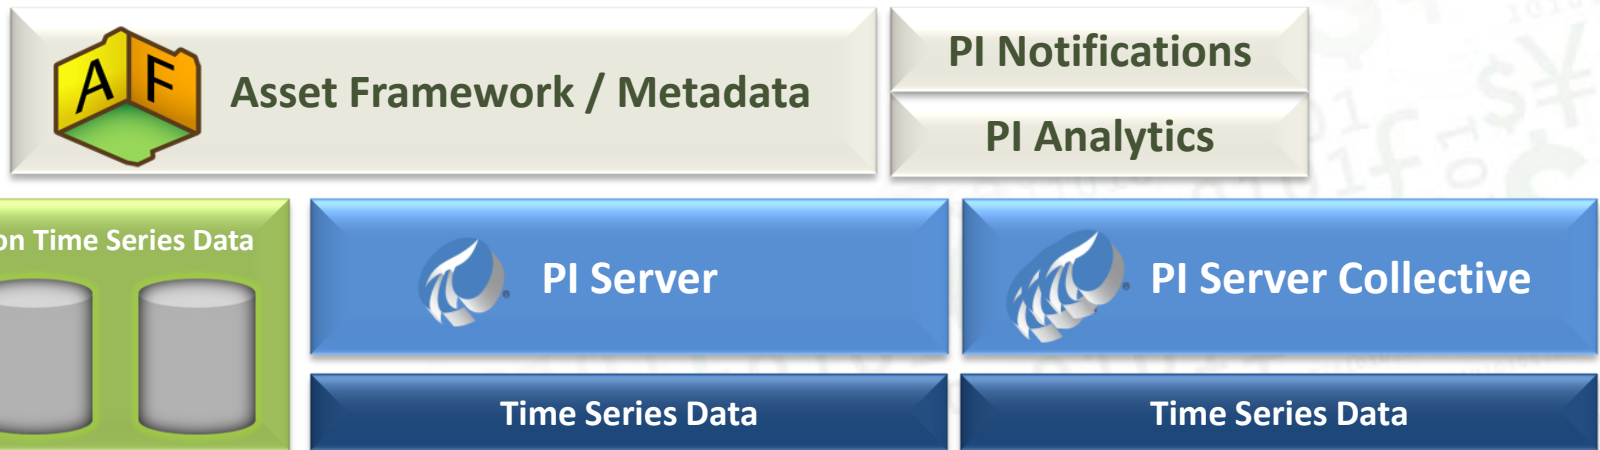 A F
Asset Framework / Metadata
PI Notifications
PI Analytics
on Time Series Data
PI Server
PI Server Collective
Time Series Data
Time Series Data